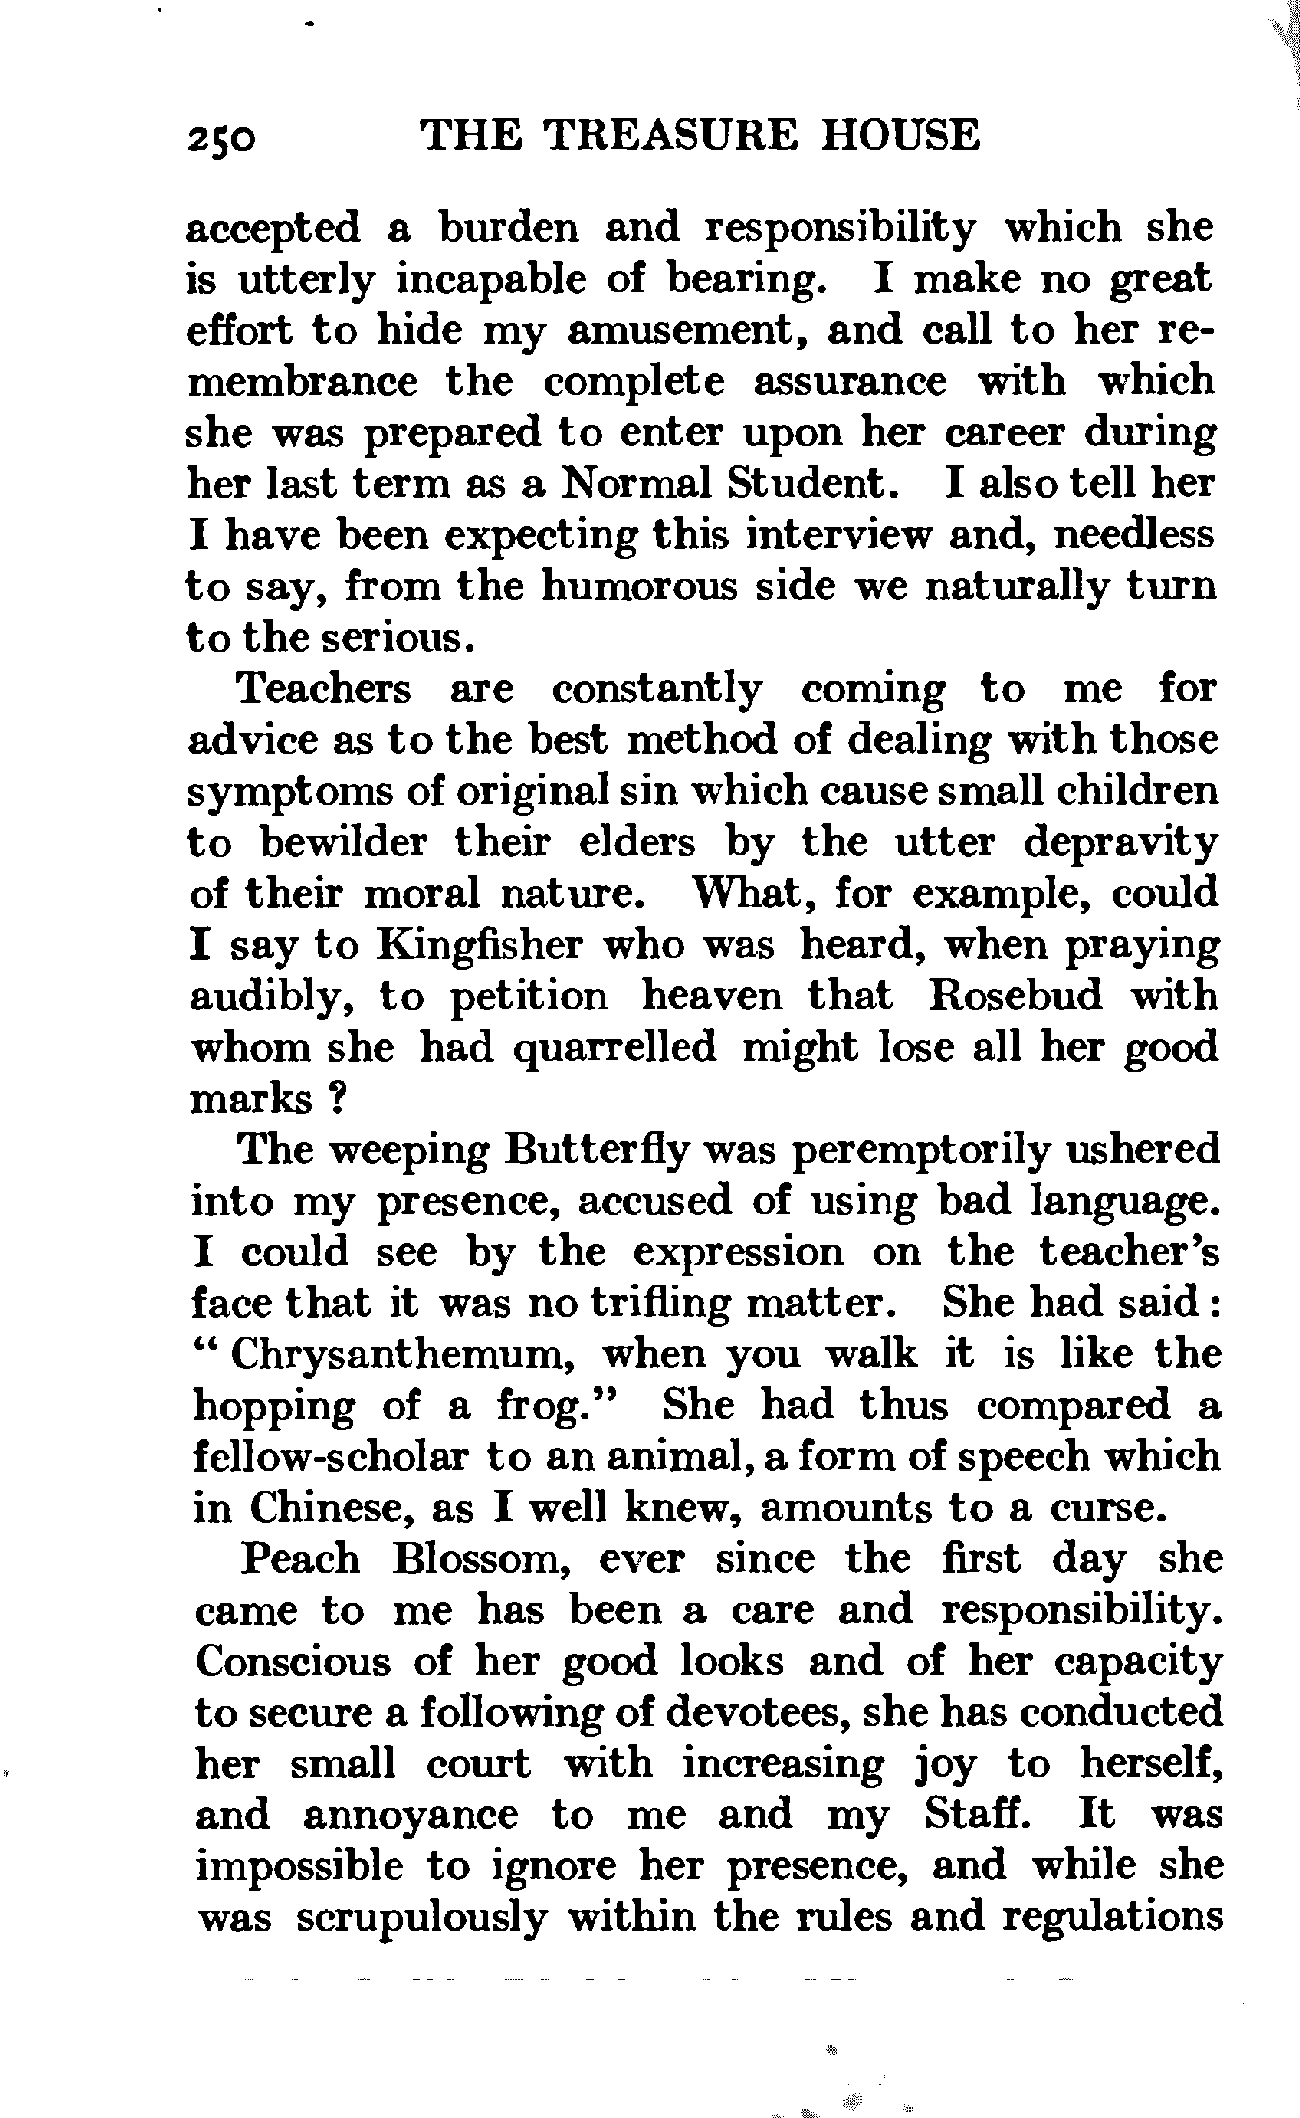 250 THE TREASURE HOUSE
accepted a burden and responsibility which she
is utterly incapable of bearing. I make no great
effort to hide my amusement, and call to her re-
membrance the complete assurance with which
she was prepared to enter upon her career during
her last term as a Normal Student. I also tell her
I have been expecting this interview and, needless
to say, from the humorous side we naturally turn
to the serious.
Teachers are constantly coming to me for
advice as to the best method of dealing with those
symptoms of original sin which cause small children
to bewilder their elders by the utter depravity
of their moral nature. What, for example, could
I say to Kingfisher who was heard, when praying
audibly, to petition heaven that Rosebud with
whom she had quarrelled might lose all her good
marks ?
The weeping Butterfly was peremptorily ushered
into my presence, accused of using bad language.
I could see by the expression on the teacher's
face that it was no trifling matter. She had said :
“ Chrysanthemum, when you walk it is like the
hopping of a frog.” She had thus compared a
fellow-scholar to an animal, a form of speech which
in Chinese, as I well knew, amounts to a curse.
Peach Blossom, ever since the first day she
came to me has been a care and responsibility.
Conscious of her good looks and of her capacity
to secure a following of devotees, she has conducted
her small court with increasing joy to herself,
and annoyance to me and my Staff. It was
impossible to ignore her presence, and while she
was scrupulously within the rules and regulations